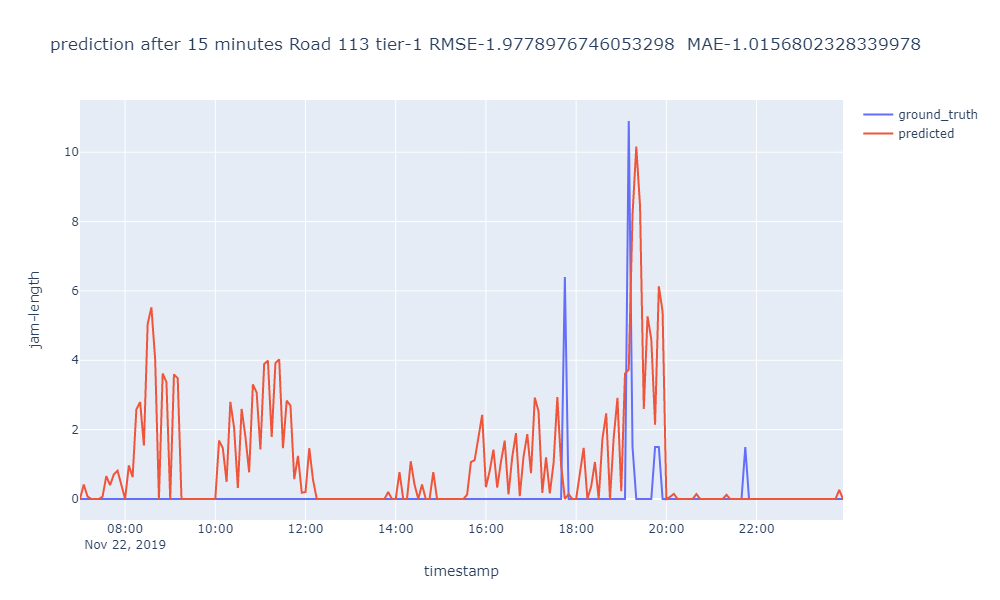 prediction after 15 minutes Road 113 tier-1 RMSE-1.9778976746053298  MAE-1.0156802328339978
ground_truth
predicted
10
8
6
4
2
0
jam-length
08:00 10:00 12:00 14:00 16:00 18:00 20:00 22:00
Nov 22, 2019
timestamp